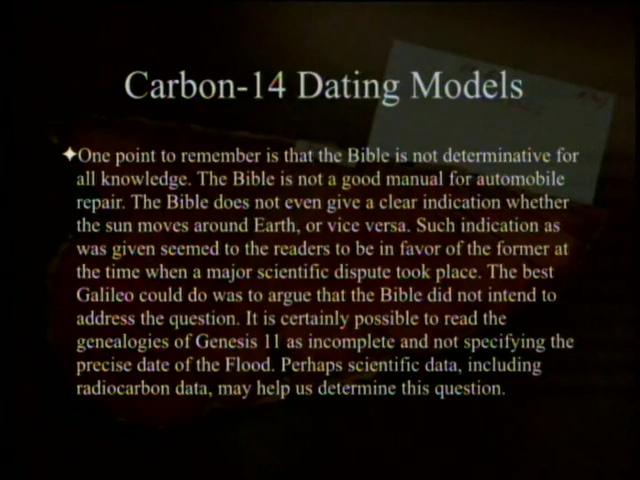 Carbon-14 Dating Models
✦One point to remember is that the Bible is not determinative for
all knowledge. The Bible is not a good manual for automobile
repair. The Bible does not even give a clear indication whether
the sun moves around Earth, or vice versa. Such indication as
was given seemed to the readers to be in favor of the former at
the time when a major scientific dispute took place. The best
Galileo could do was to argue that the Bible did not intend to
address the question. It is certainly possible to read the
genealogies of Genesis 11 as incomplete and not specifying the
precise date of the Flood. Perhaps scientific data, including
radiocarbon data, may help us determine this question.